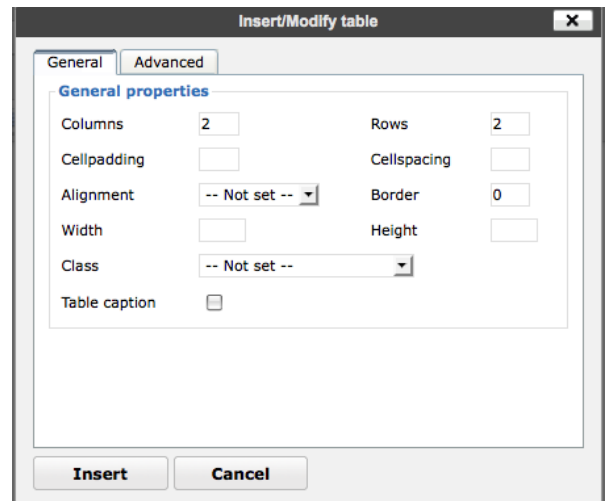 Insert/Modify table
X
General Advanced
General properties
Columns 2 Rows 2
Cellpadding Cellspacing
Alignment -- Not set -- Border 0
Width Height
Class -- Not set --
Table caption
Insert Cancel